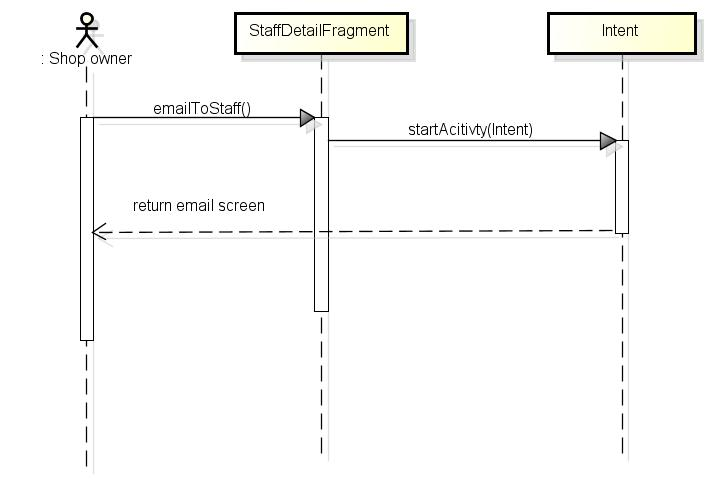 StaffDetailFragment
Intent
: Shop owner
emailToStaff()
startAcitivty(Intent)
return email screen